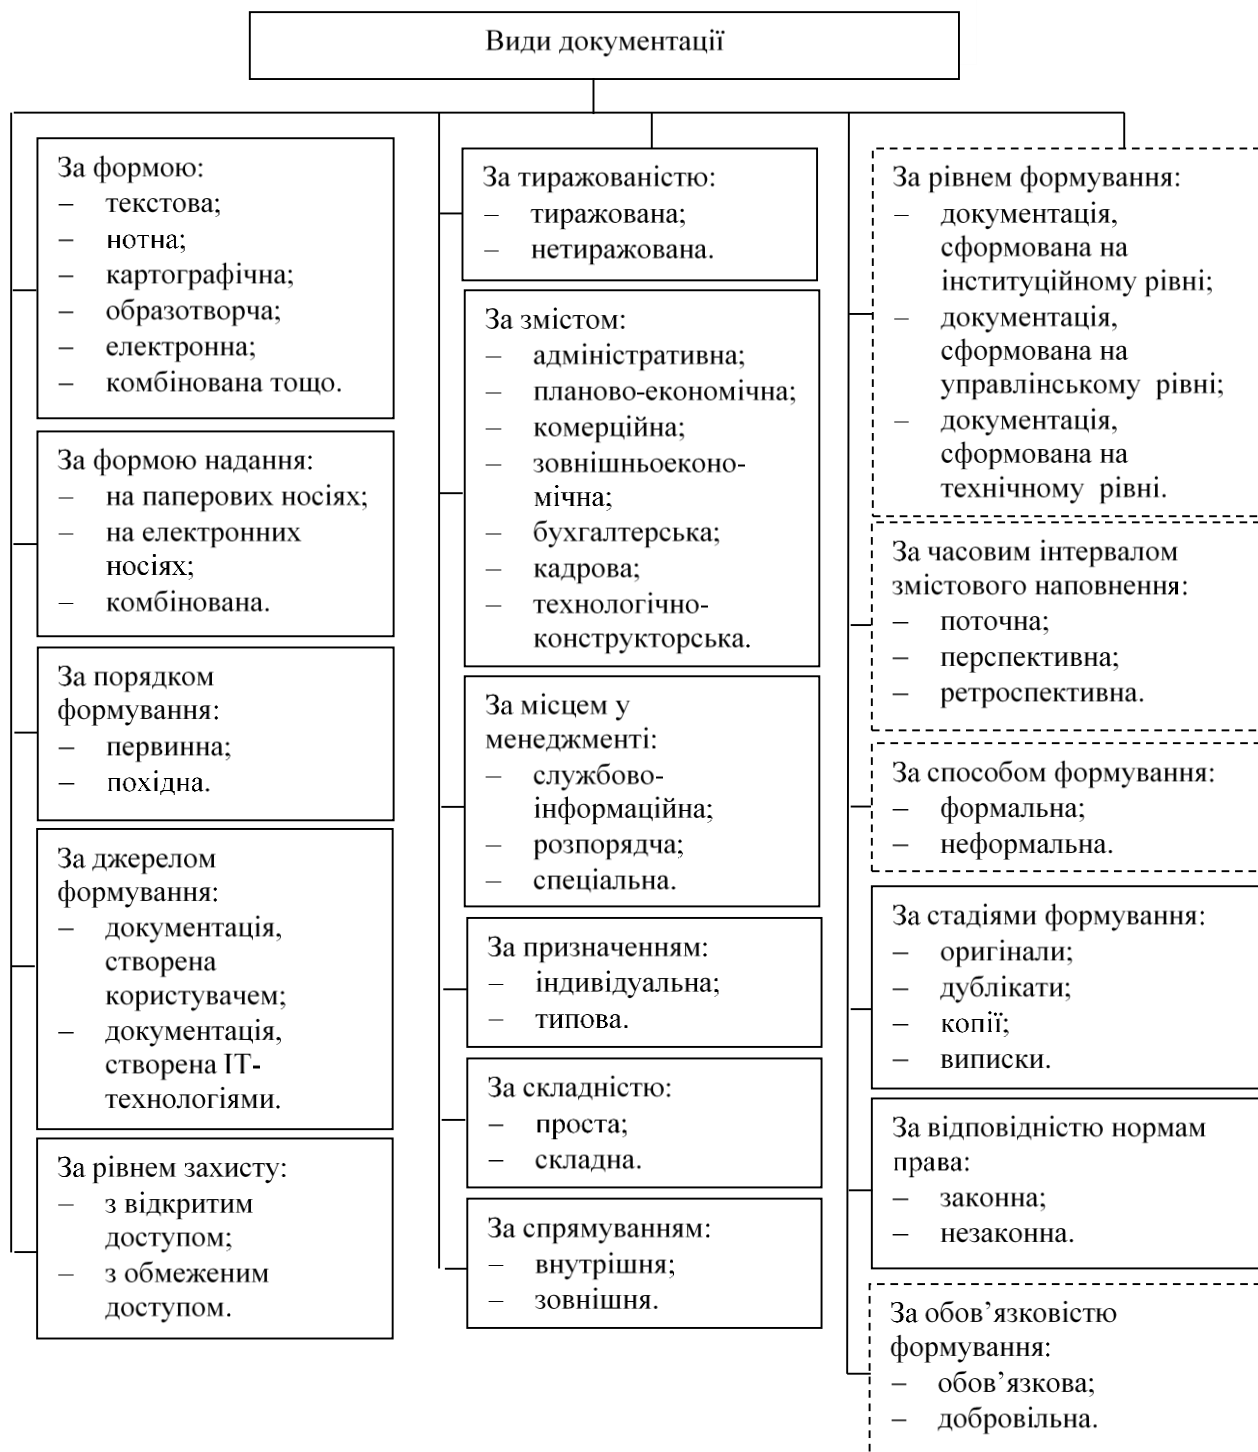 Види документації
За формою:
– текстова;
– нотна;
– картографічна;
– образотворча;
– електронна;
– комбінована тощо.
За формою надання:
– на паперових носіях;
– на електронних
носіях;
– комбінована.
За порядком
формування:
– первинна;
– похідна.
За джерелом
формування:
– документація,
створена
користувачем;
– документація,
створена ІТ-
технологіями.
За рівнем захисту:
– з відкритим
доступом;
– з обмеженим
доступом.
За тиражованістю:
– тиражована;
– нетиражована.
За змістом:
– адміністративна;
– планово-економічна;
– комерційна;
– зовнішньоеконо-
мічна;
– бухгалтерська;
– кадрова;
– технологічно-
конструкторська.
За місцем у
менеджменті:
– службово-
інформаційна;
– розпорядча;
– спеціальна.
За призначенням:
– індивідуальна;
– типова.
За складністю:
– проста;
– складна.
За спрямуванням:
– внутрішня;
– зовнішня.
За рівнем формування:
– документація,
сформована на
інституційному рівні;
– документація,
сформована на
управлінському рівні;
– документація,
сформована на
технічному рівні.
За часовим інтервалом
змістового наповнення:
– поточна;
– перспективна;
– ретроспективна.
За способом формування:
– формальна;
– неформальна.
За стадіями формування:
– оригінали;
– дублікати;
– копії;
– виписки.
За відповідністю нормам
права:
– законна;
– незаконна.
За обов’язковістю
формування:
– обов’язкова;
– добровільна.